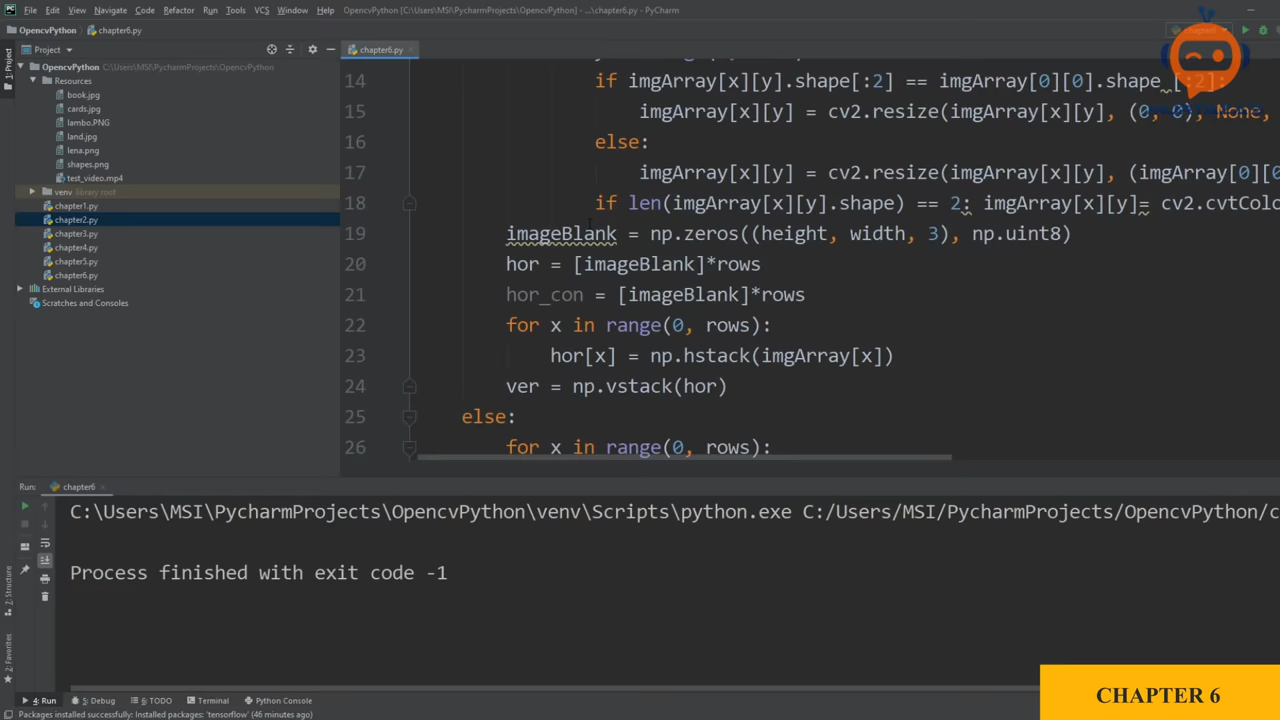 File Edit View Navigate Code Refactor Run Tools VCS Window Help OpencvPython [C:\Users\MSI\PycharmProjects\OpencvPython] - ...\chapter6.py - PyCharm
OpencvPython chapter6.py
Project
chapter6.py
1: Project
OpencvPython C:\Users\MSI\PycharmProjects\OpencvPython
Resources
book.jpg
cards.jpg
lambo.PNG
land.jpg
lena.png
shapes.png
test_video.mp4
venv library root
chapter1.py
chapter2.py
chapter3.py
chapter4.py
chapter5.py
chapter6.py
External Libraries
Scratches and Consoles
14 if imgArray[x][y].shape[:2] == imgArray[0][0].shape [:2]:
15 imgArray[x][y] = cv2.resize(imgArray[x][y], (0, 0), None,
16 else:
17 imgArray[x][y] = cv2.resize(imgArray[x][y], (imgArray[0][0
18 if len(imgArray[x][y].shape) == 2: imgArray[x][y]= cv2.cvtColo
19 imageBlank = np.zeros((height, width, 3), np.uint8)
20 hor = [imageBlank]*rows
21 hor_con = [imageBlank]*rows
22 for x in range(0, rows):
23 hor[x] = np.hstack(imgArray[x])
24 ver = np.vstack(hor)
25 else:
26 for x in range(0, rows):
Run: chapter6
C:\Users\MSI\PycharmProjects\OpencvPython\venv\Scripts\python.exe C:/Users/MSI/PycharmProjects/OpencvPython/c
Process finished with exit code -1
7: Structure
2: Favorites
CHAPTER 6
4: Run 5: Debug 6: TODO Terminal Python Console
Packages installed successfully: Installed packages: 'tensorflow' (46 minutes ago)